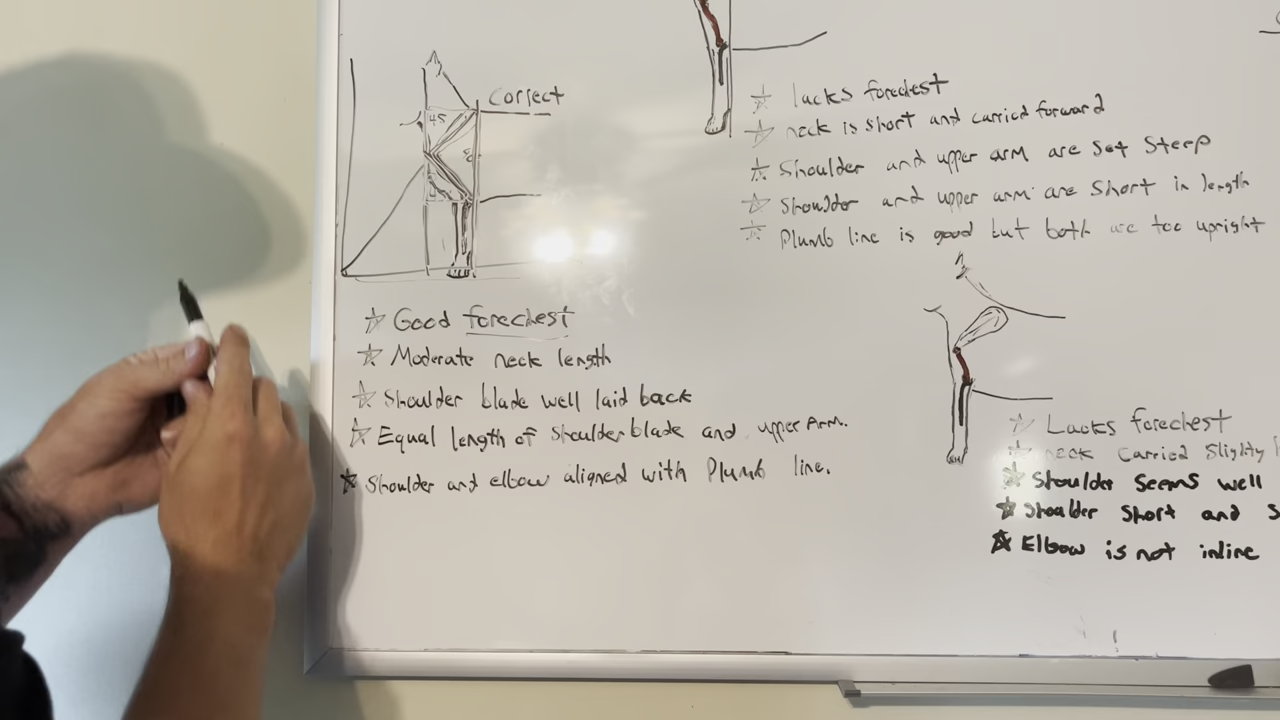 Correct
45
☆ Good forechest
☆ Moderate neck length
☆ Shoulder blade well laid back
☆ Equal length of shoulder blade and upper Arm.
☆ Shoulder and elbow aligned with Plumb line.
☆ lacks forechest
☆ neck is short and carried forward
☆ Shoulder and upper arm are set steep
☆ Shoulder and upper arm are short in length
☆ Plumb line is good but both are too upright
☆ Lacks forechest
☆ neck carried slighty
☆ Shoulder seems well
☆ Shoulder short and
☆ Elbow is not inline